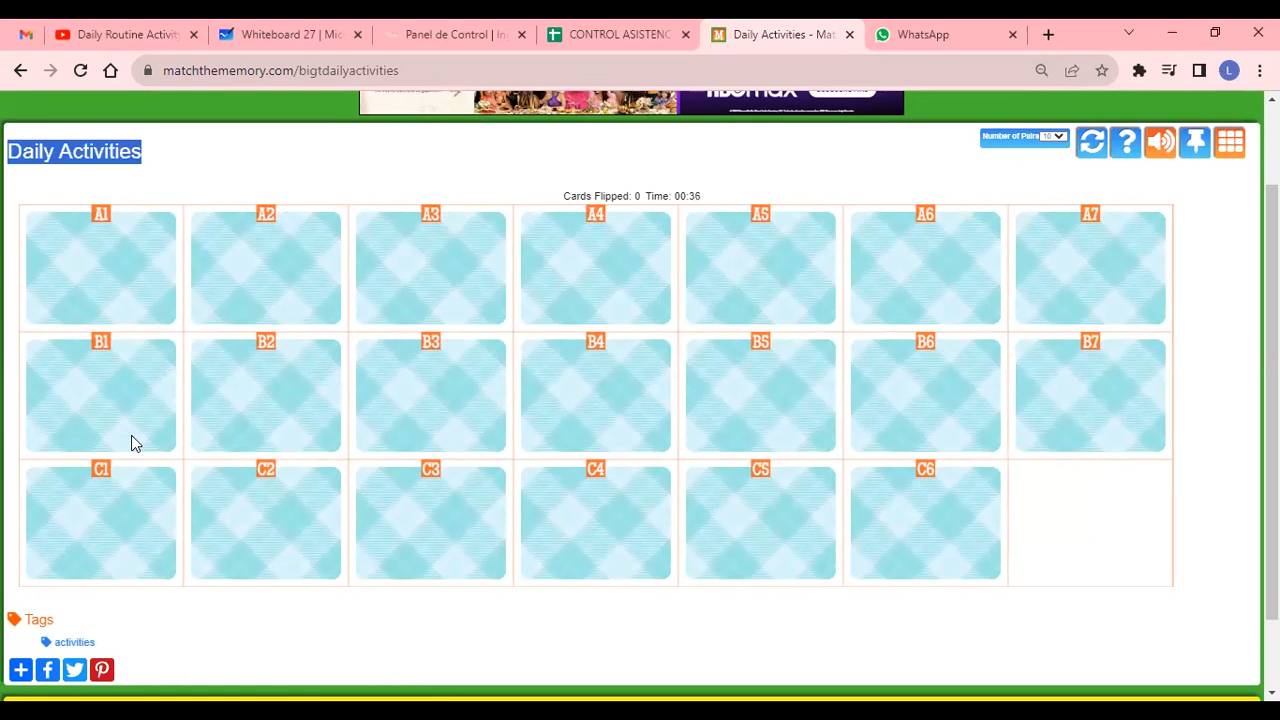 Daily Routine Activity
Whiteboard 27 | Mic
Panel de Control | In
CONTROL ASISTENC
Daily Activities - Mat
WhatsApp
matchthememory.com/bigtdailyactivities
L
Daily Activities
Number of Pairs 10
Cards Flipped: 0 Time: 00:36
A1 A2 A3 A4 A5 A6 A7
B1 B2 B3 B4 B5 B6 B7
C1 C2 C3 C4 C5 C6
Tags
activities